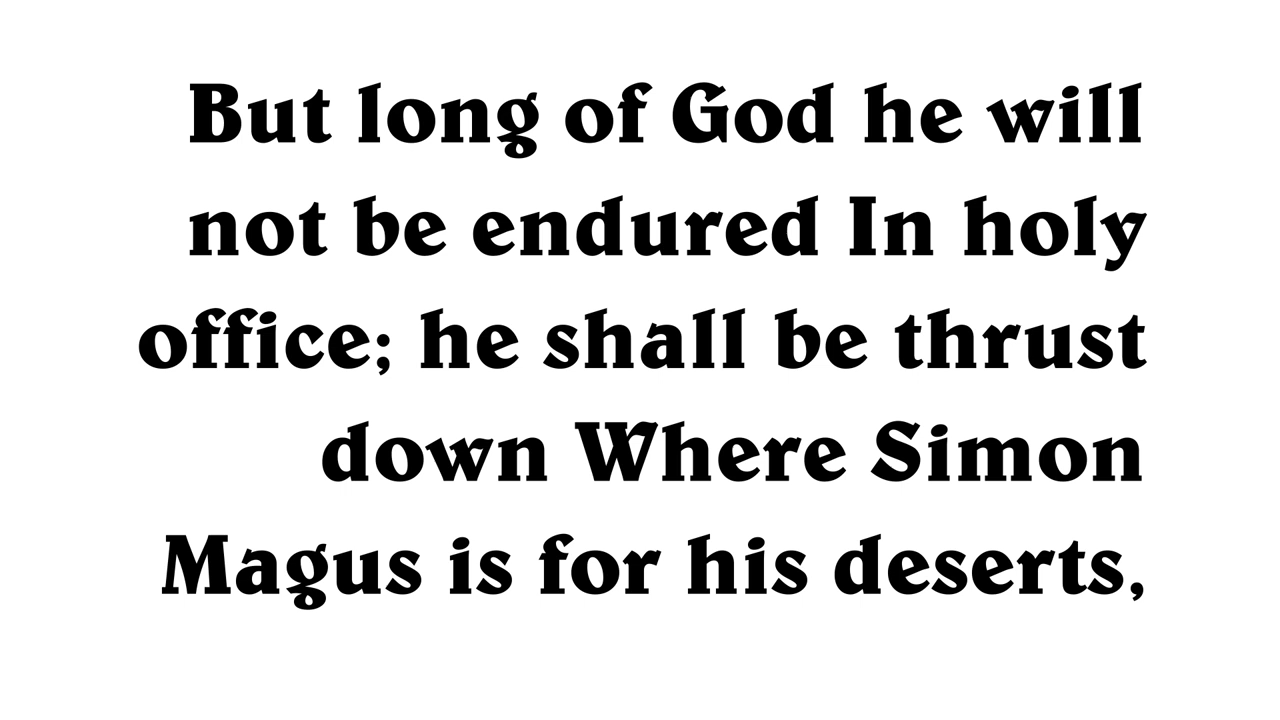 But long of God he will
not be endured In holy
office; he shall be thrust
down Where Simon
Magus is for his deserts,